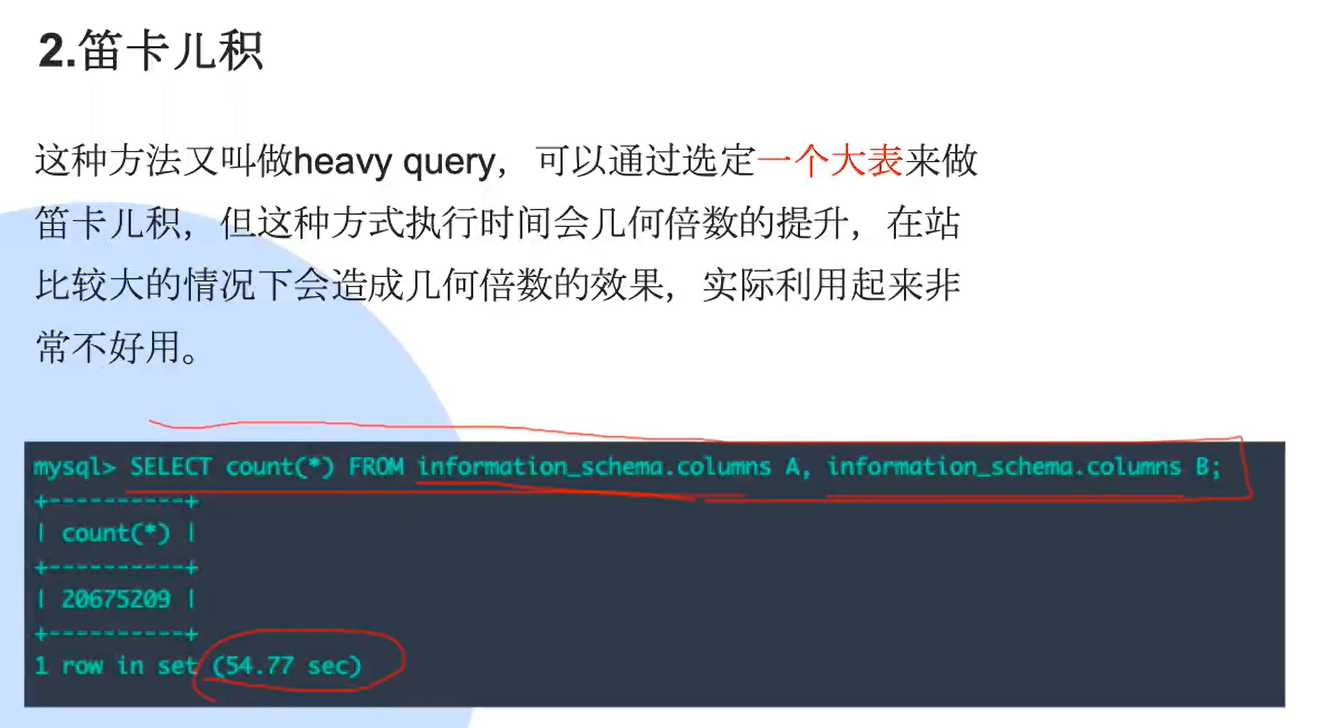 2.笛卡儿积
这种方法又叫做heavy query，可以通过选定一个大表来做
笛卡儿积，但这种方式执行时间会几何倍数的提升，在站
比较大的情况下会造成几何倍数的效果，实际利用起来非
常不好用。
mysql> SELECT count(*) FROM information_schema.columns A, information_schema.columns B;
+----------+
| count(*) |
+----------+
| 20675209 |
+----------+
1 row in set (54.77 sec)